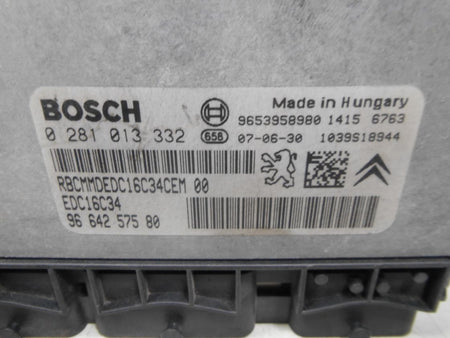 BOSCH
Made in Hungary
9653958980 1415 6763
0 281 013 332 658 07-06-30 1039S18944
RBCMMDEDC16C34CEM 00
EDC16C34
96 642 575 80